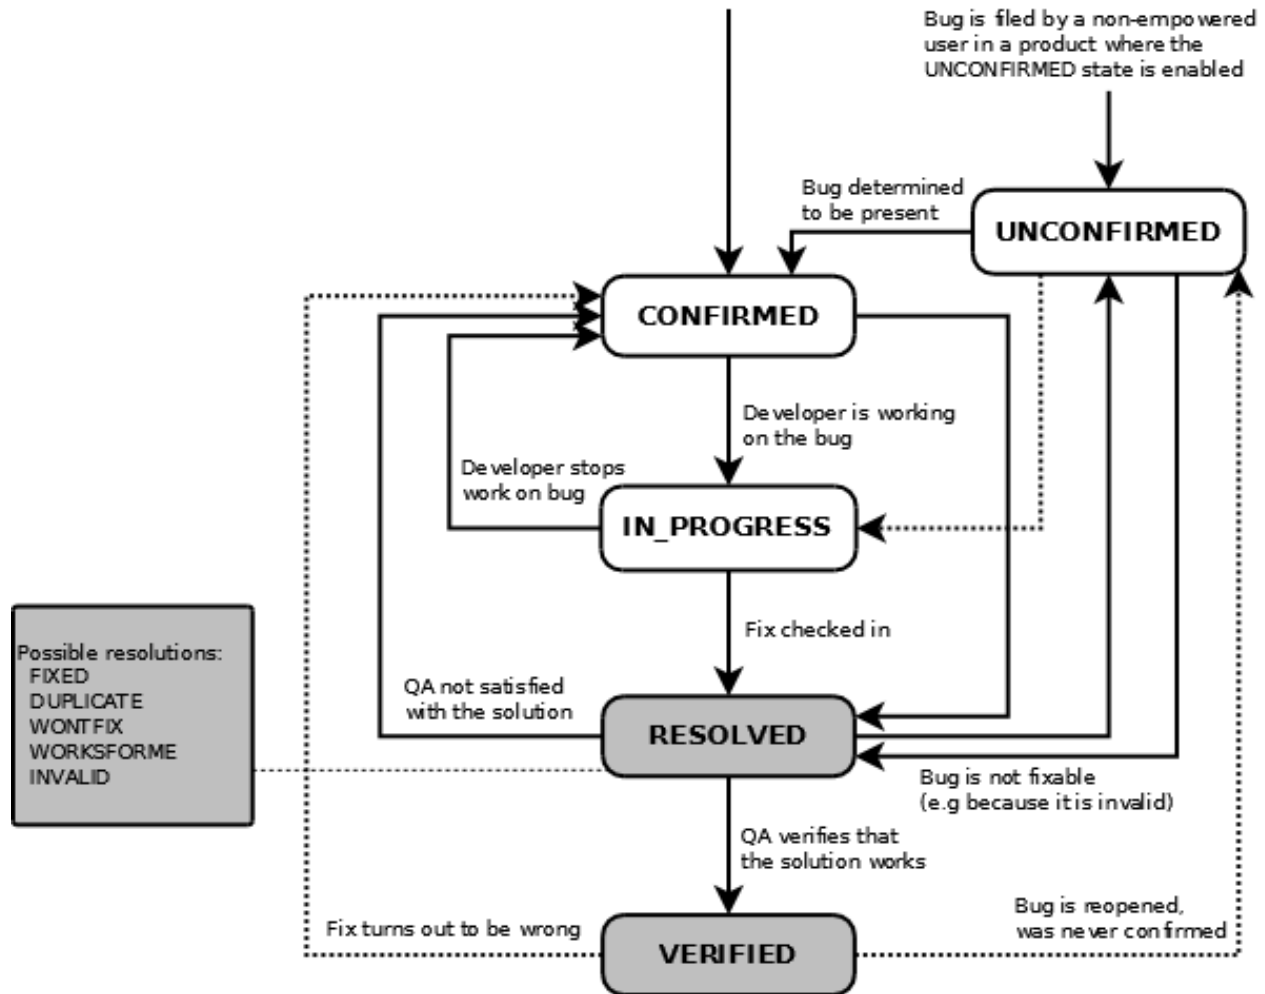 Bug is filed by a non-empowered
user in a product where the
UNCONFIRMED state is enabled
Bug determined
to be present
UNCONFIRMED
CONFIRMED
Developer is working
on the bug
Developer stops
work on bug
IN_PROGRESS
Fix checked in
Possible resolutions:
FIXED
DUPLICATE
WONTFIX
WORKSFORME
INVALID
QA not satisfied
with the solution
RESOLVED
Bug is not fixable
(e.g because it is invalid)
QA verifies that
the solution works
Fix turns out to be wrong
Bug is reopened,
was never confirmed
VERIFIED